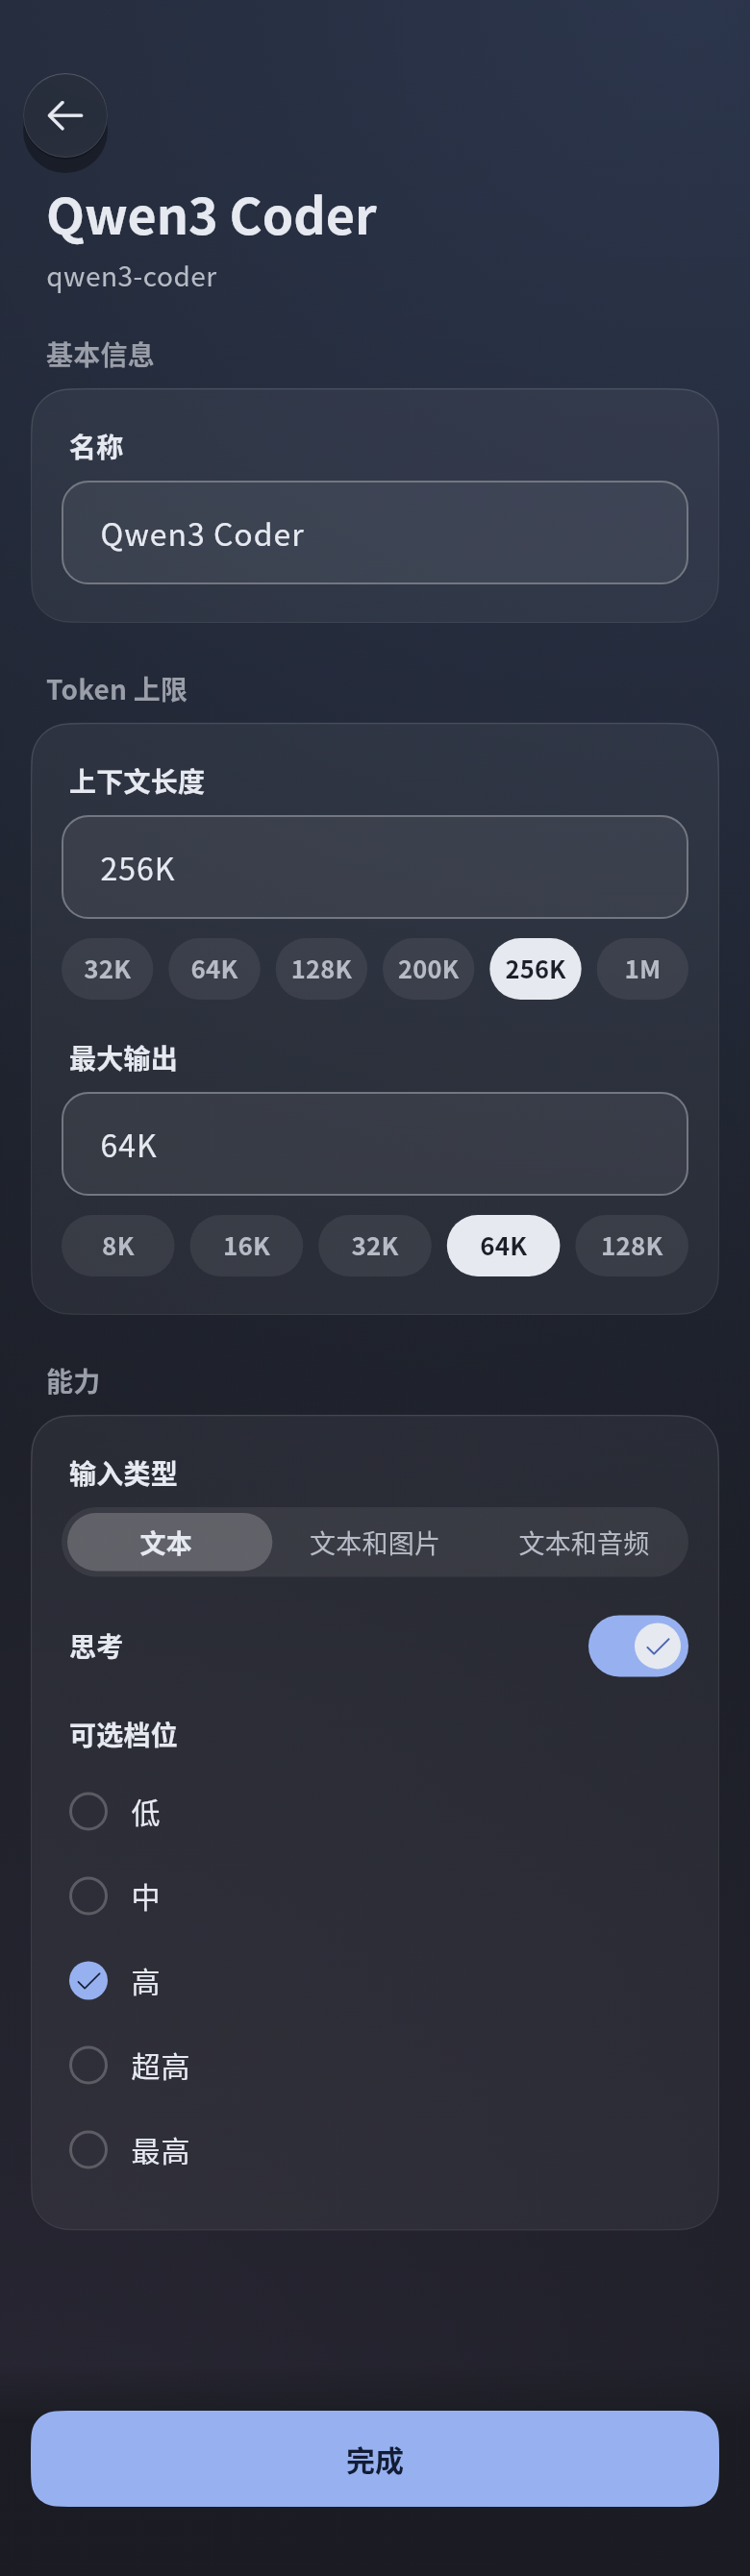 Qwen3 Coder
qwen3-coder
基本信息
名称
Qwen3 Coder
Token 上限
上下文长度
256K
32K 64K 128K 200K 256K 1M
最大输出
64K
8K 16K 32K 64K 128K
能力
输入类型
文本 文本和图片 文本和音频
思考
可选档位
低
中
高
超高
最高
完成